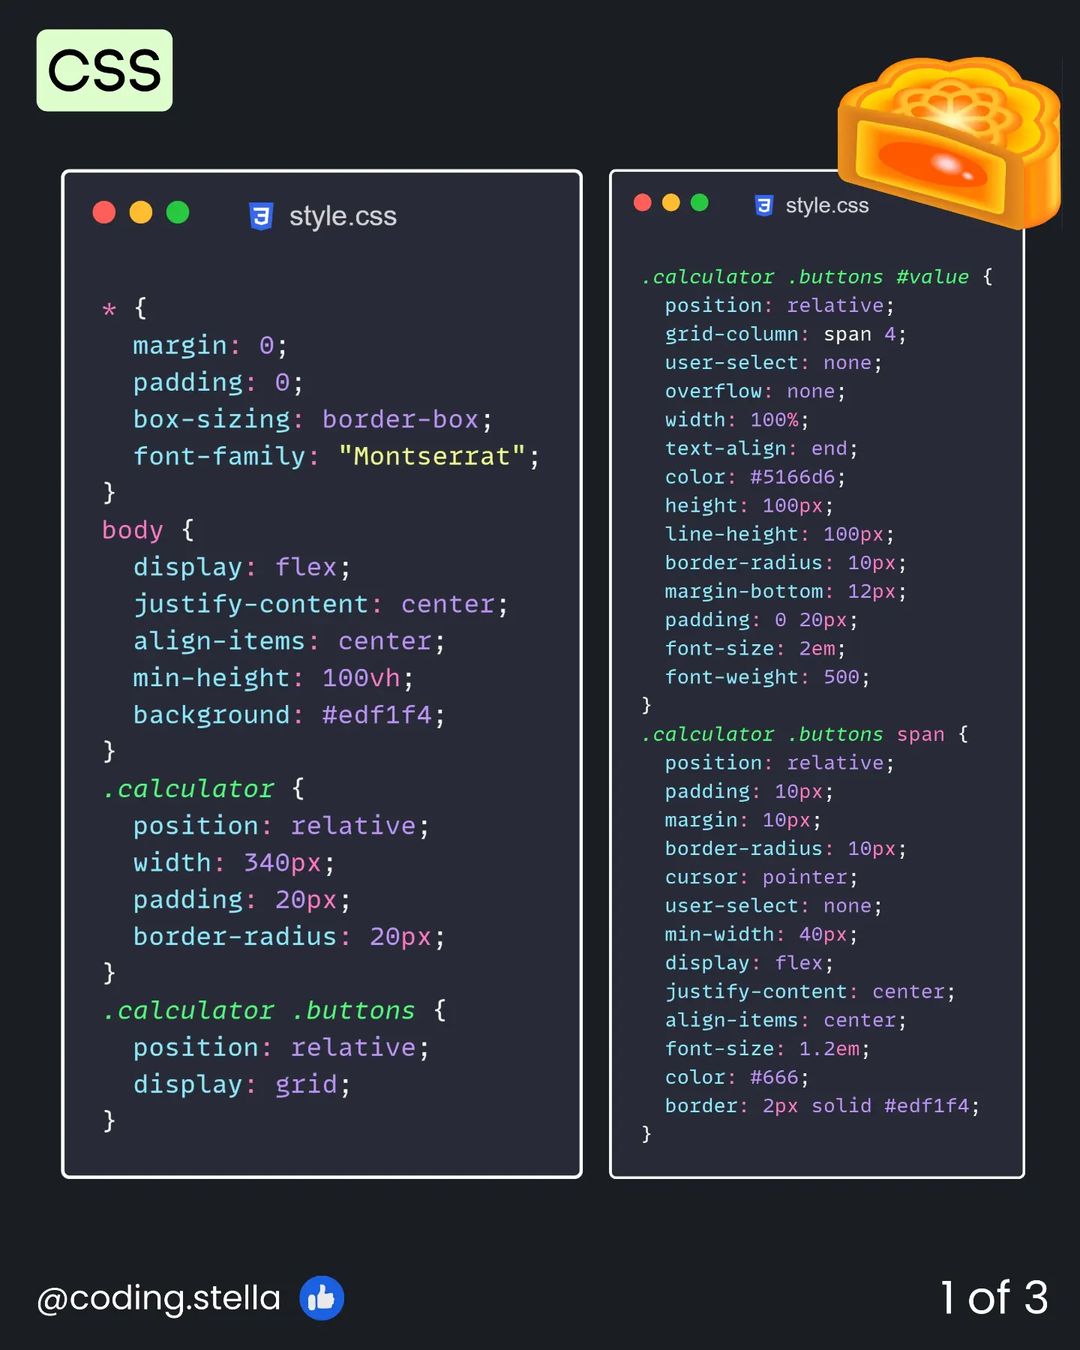 CSS
style.css
* {
  margin: 0;
  padding: 0;
  box-sizing: border-box;
  font-family: "Montserrat";
}
body {
  display: flex;
  justify-content: center;
  align-items: center;
  min-height: 100vh;
  background: #edf1f4;
}
.calculator {
  position: relative;
  width: 340px;
  padding: 20px;
  border-radius: 20px;
}
.calculator .buttons {
  position: relative;
  display: grid;
}
style.css
.calculator .buttons #value {
  position: relative;
  grid-column: span 4;
  user-select: none;
  overflow: none;
  width: 100%;
  text-align: end;
  color: #5166d6;
  height: 100px;
  line-height: 100px;
  border-radius: 10px;
  margin-bottom: 12px;
  padding: 0 20px;
  font-size: 2em;
  font-weight: 500;
}
.calculator .buttons span {
  position: relative;
  padding: 10px;
  margin: 10px;
  border-radius: 10px;
  cursor: pointer;
  user-select: none;
  min-width: 40px;
  display: flex;
  justify-content: center;
  align-items: center;
  font-size: 1.2em;
  color: #666;
  border: 2px solid #edf1f4;
}
@coding.stella
1 of 3